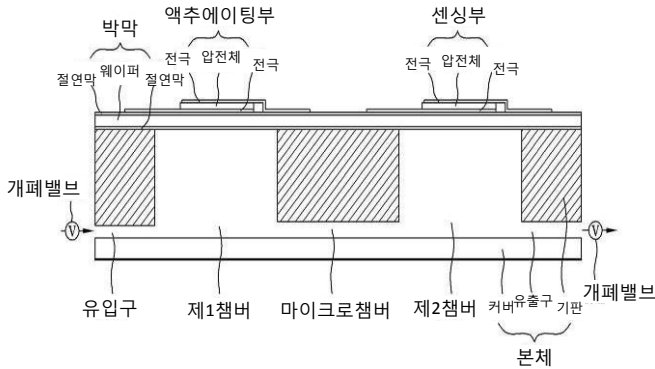 박막
액추에이팅부
센싱부
절연막
웨이퍼
절연막
전극
압전체
전극
전극
압전체
전극
개폐밸브
V
V
유입구
제1챔버
마이크로챔버
제2챔버
커버
유출구
기판
개폐밸브
본체